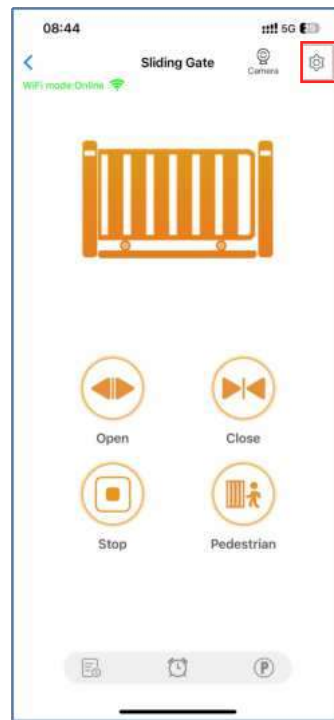 08:44
5G
Sliding Gate
Camera
WiFi mode:Online
Open
Close
Stop
Pedestrian
P